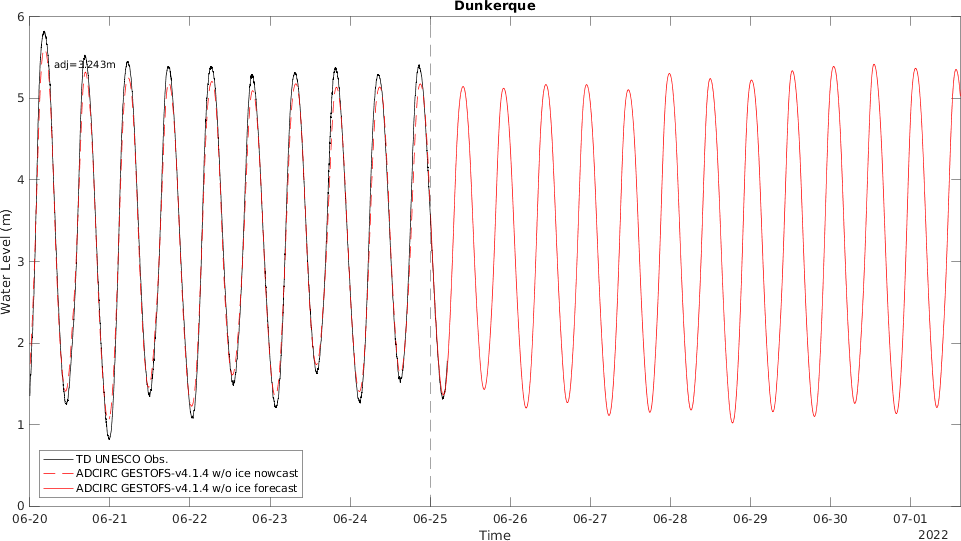 Dunkerque
adj=3.243m
Water Level (m)
6
5
4
3
2
1
0
TD UNESCO Obs.
ADCIRC GESTOFS-v4.1.4 w/o ice nowcast
ADCIRC GESTOFS-v4.1.4 w/o ice forecast
06-20 06-21 06-22 06-23 06-24 06-25 06-26 06-27 06-28 06-29 06-30 07-01
Time
2022